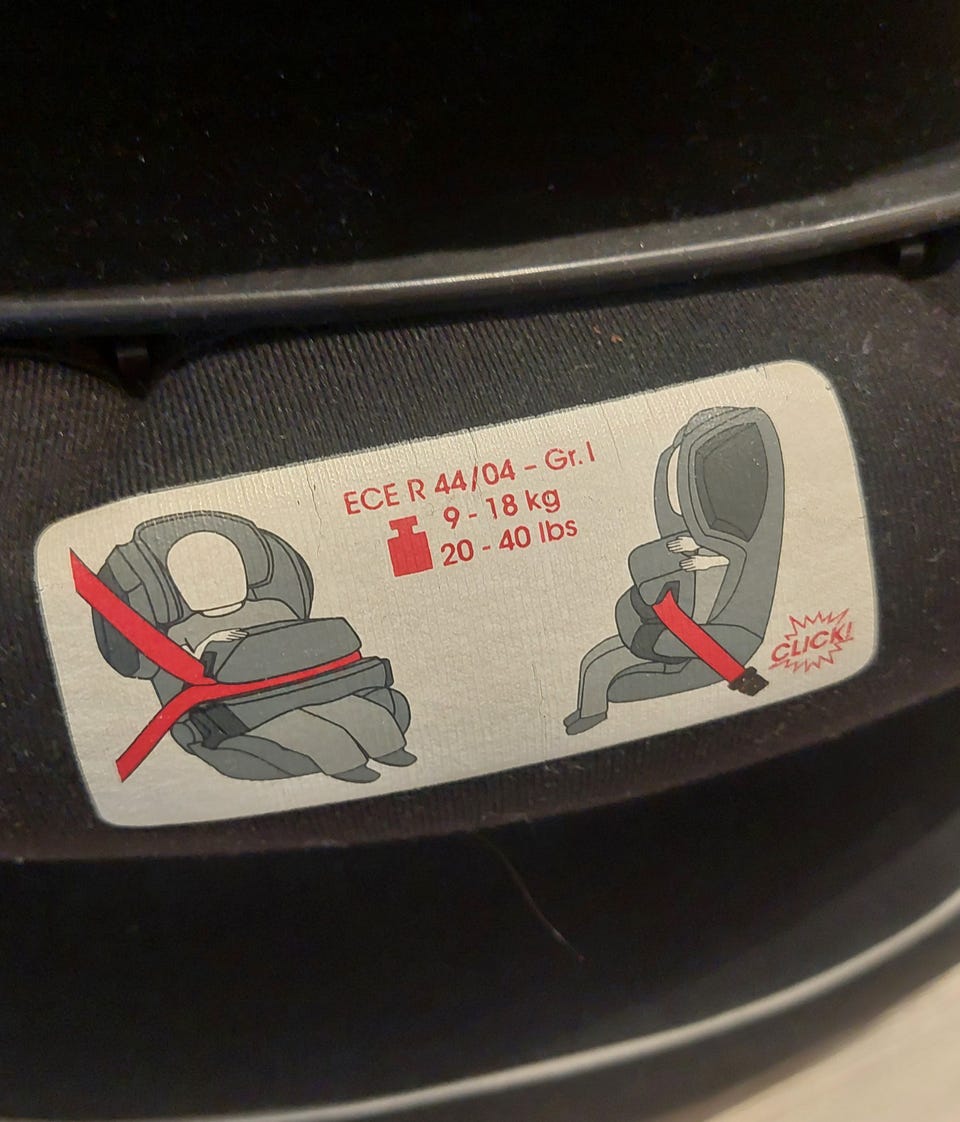 ECE R 44/04 - Gr. I
9 - 18 kg
20 - 40 lbs
CLICK!